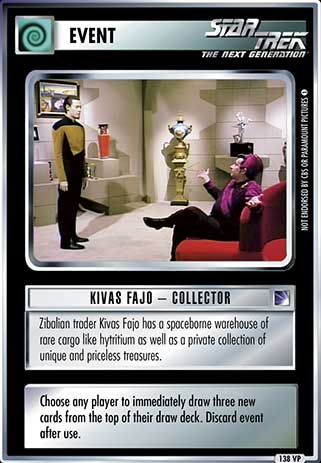 EVENT
STAR TREK
THE NEXT GENERATION
NOT ENDORSED BY CBS OR PARAMOUNT PICTURES
KIVAS FAJO – COLLECTOR
Zibalian trader Kivas Fajo has a spaceborne warehouse of
rare cargo like hytritium as well as a private collection of
unique and priceless treasures.
Choose any player to immediately draw three new
cards from the top of their draw deck. Discard event
after use.
138 VP